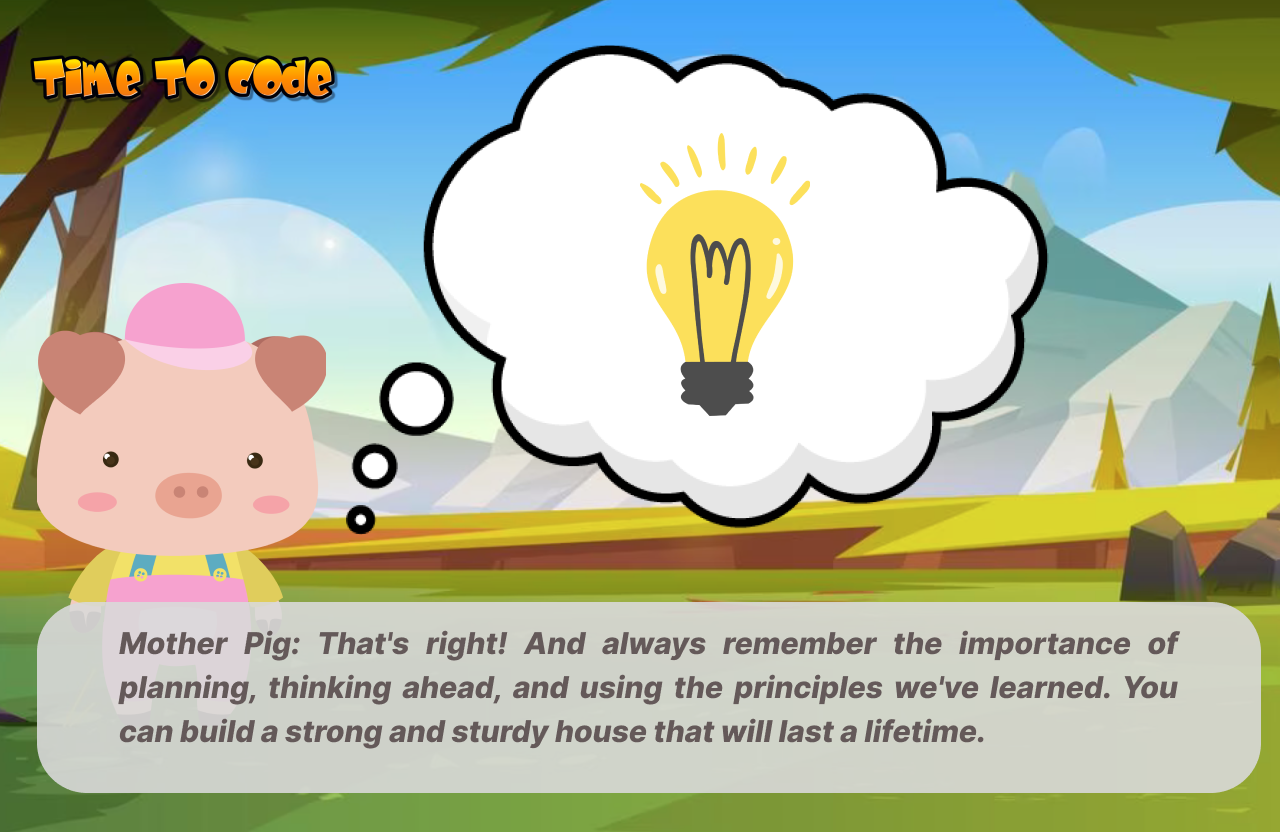 Time To Code
Mother Pig: That's right! And always remember the importance of
planning, thinking ahead, and using the principles we've learned. You
can build a strong and sturdy house that will last a lifetime.